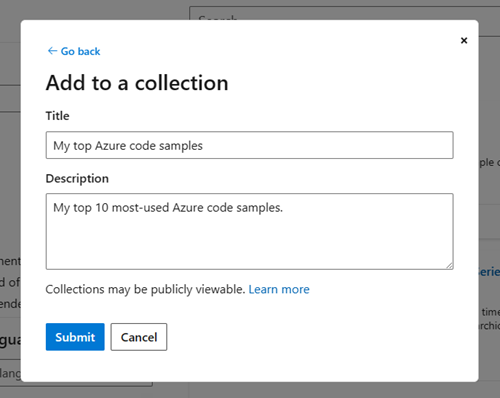 Search
← Go back
×
Add to a collection
Title
My top Azure code samples
Description
My top 10 most-used Azure code samples.
Collections may be publicly viewable. Learn more
Submit
Cancel